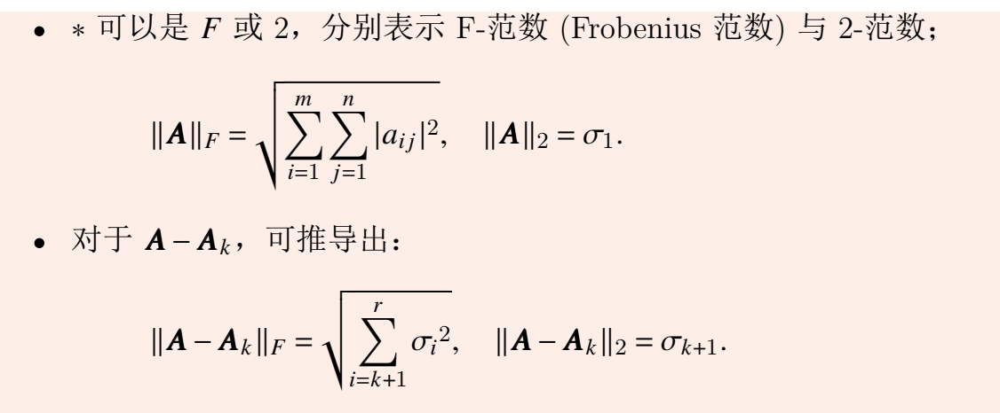 • * 可以是 F 或 2，分别表示 F-范数 (Frobenius 范数) 与 2-范数；
$\|\boldsymbol{A}\|_F = \sqrt{\sum_{i=1}^{m} \sum_{j=1}^{n} |a_{ij}|^2}, \quad \|\boldsymbol{A}\|_2 = \sigma_1.$
• 对于 $\boldsymbol{A} - \boldsymbol{A}_k$，可推导出：
$\|\boldsymbol{A} - \boldsymbol{A}_k\|_F = \sqrt{\sum_{i=k+1}^{r} {\sigma_i}^2}, \quad \|\boldsymbol{A} - \boldsymbol{A}_k\|_2 = \sigma_{k+1}.$